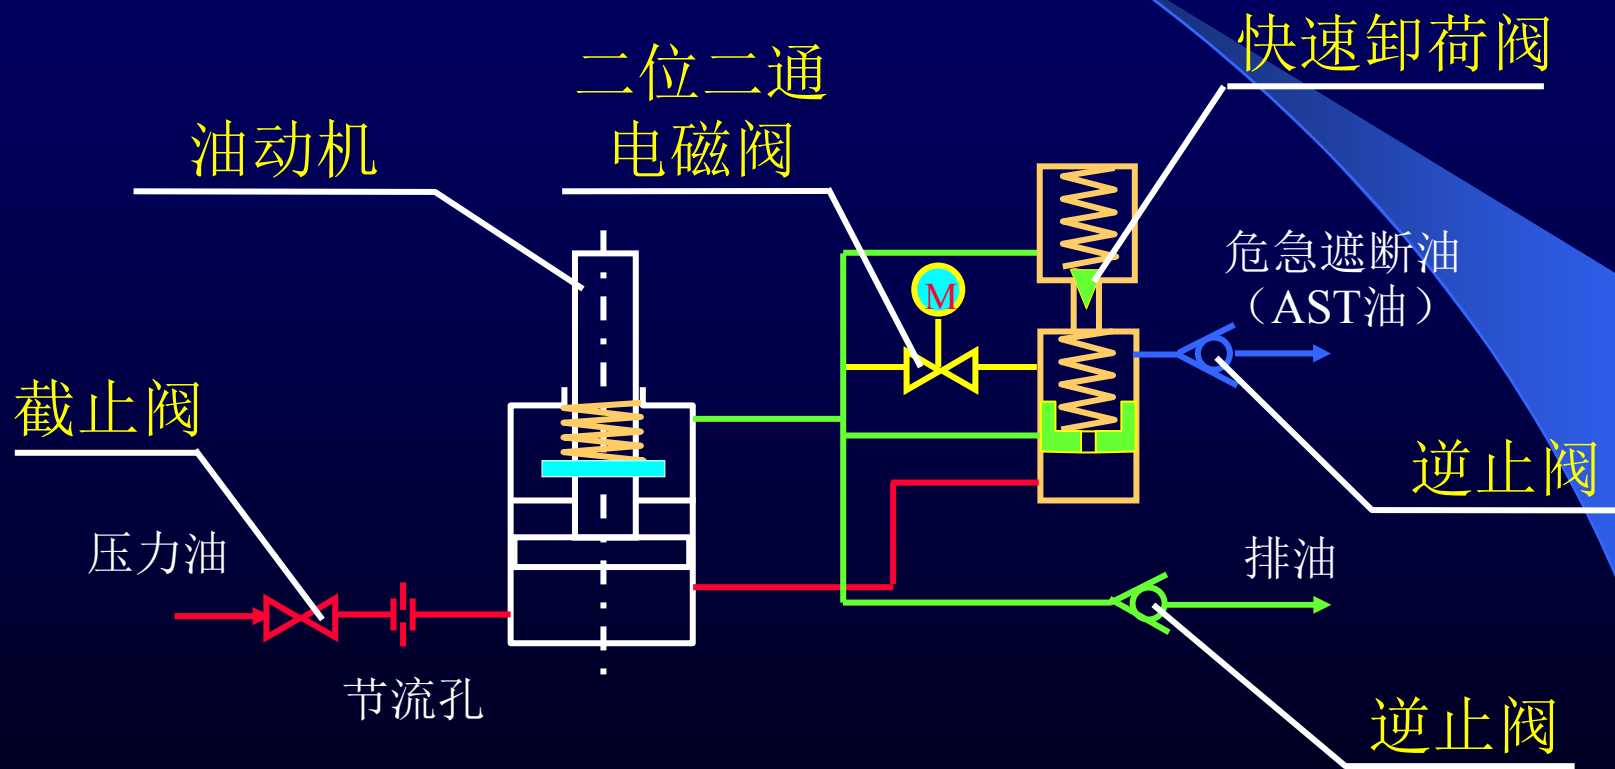 快速卸荷阀
二位二通
电磁阀
油动机
危急遮断油
（AST油）
M
截止阀
逆止阀
压力油
排油
节流孔
逆止阀